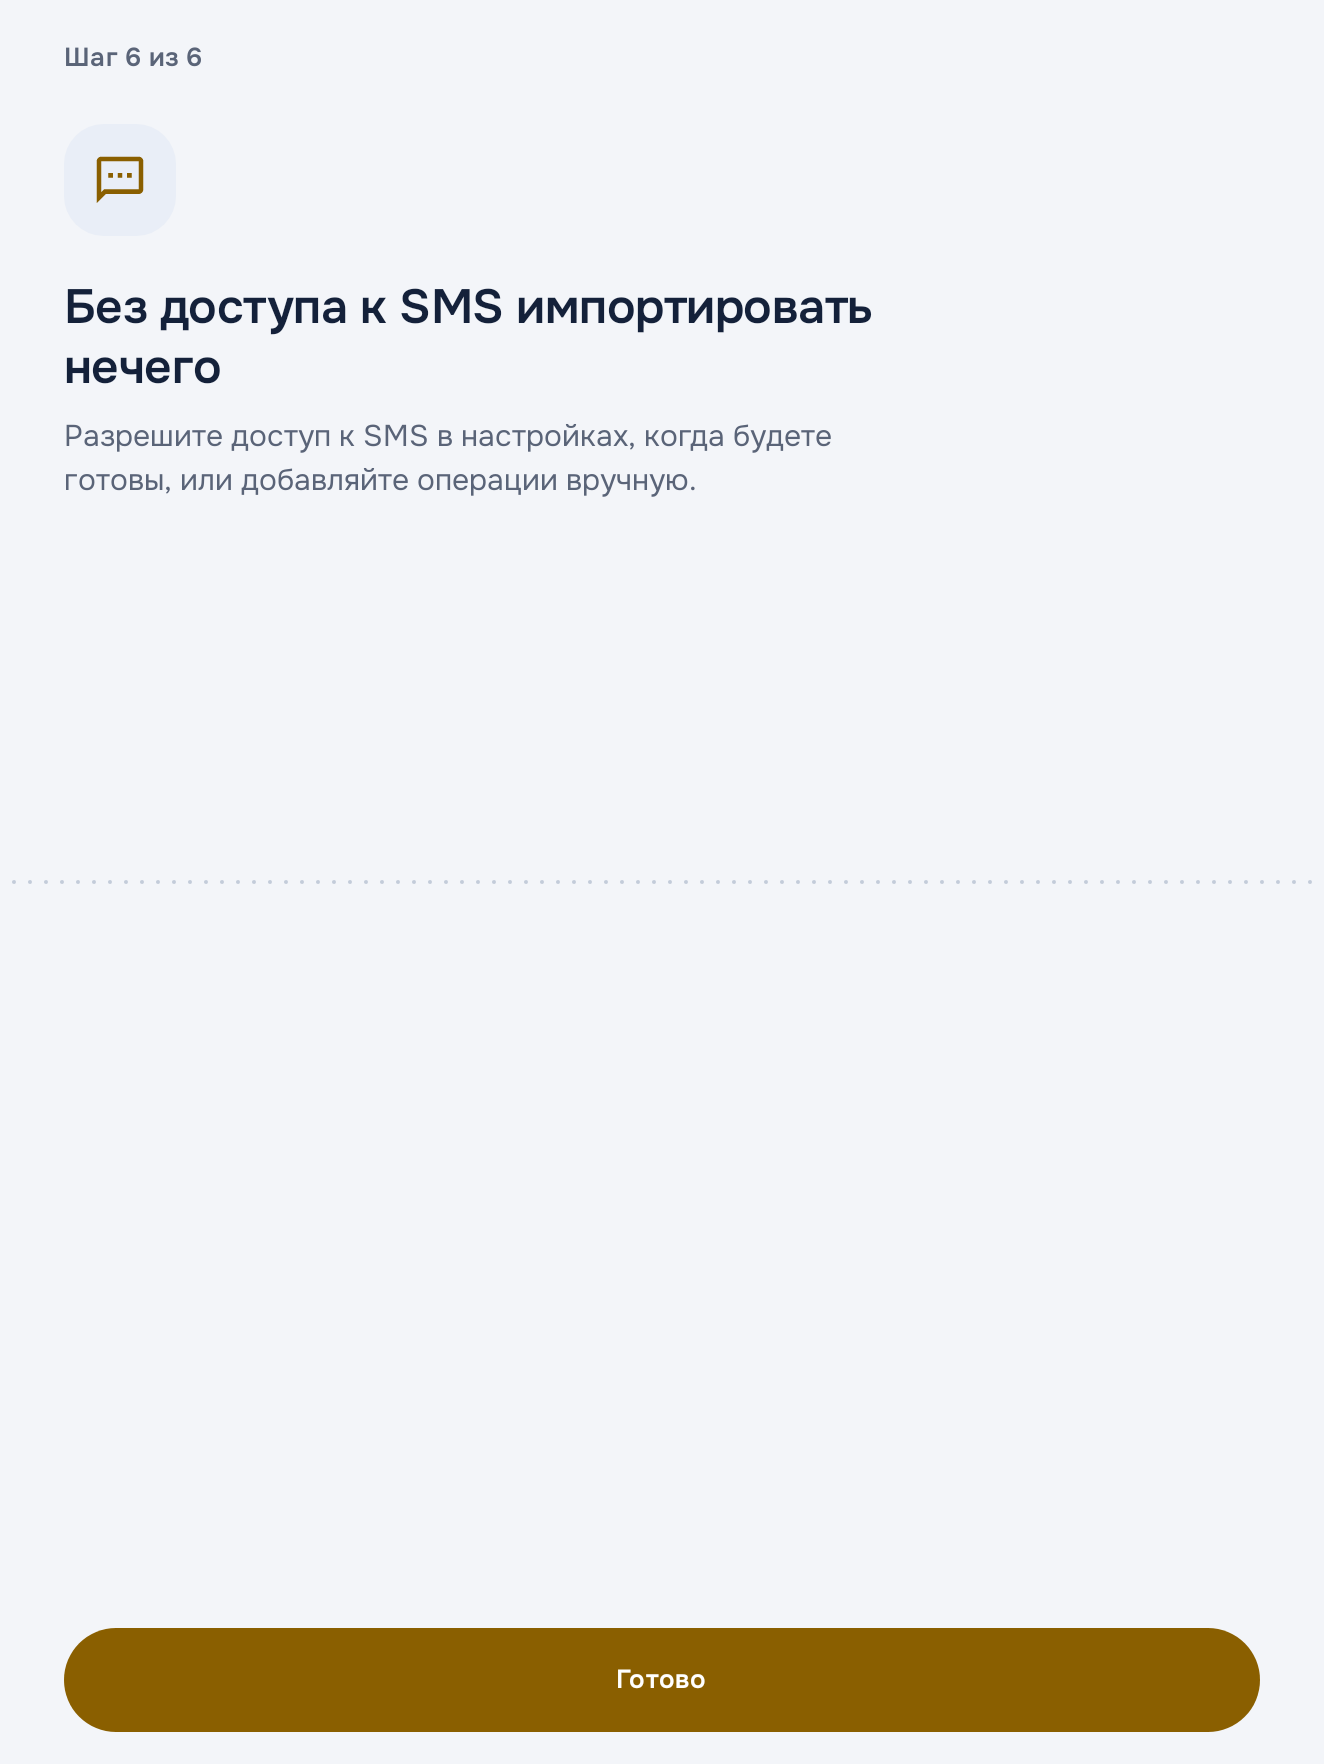 Шаг 6 из 6
Без доступа к SMS импортировать
нечего
Разрешите доступ к SMS в настройках, когда будете
готовы, или добавляйте операции вручную.
Готово